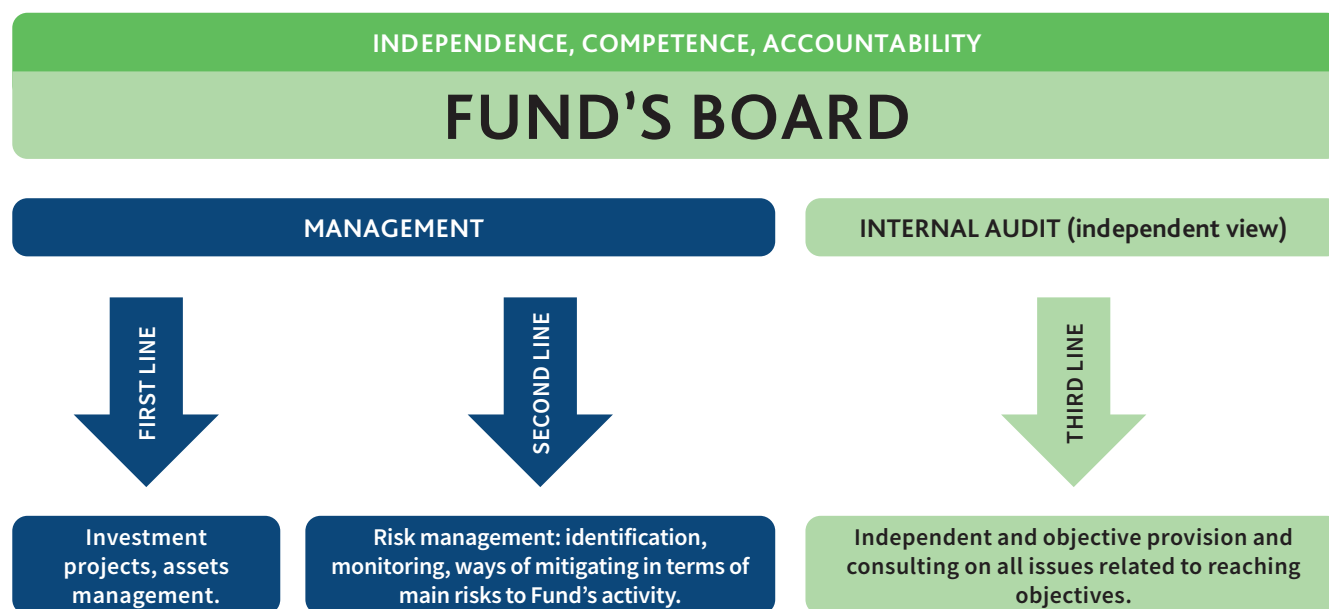 INDEPENDENCE, COMPETENCE, ACCOUNTABILITY
FUND'S BOARD
MANAGEMENT
INTERNAL AUDIT (independent view)
FIRST LINE
SECOND LINE
THIRD LINE
Investment
projects, assets
management.
Risk management: identification,
monitoring, ways of mitigating in terms of
main risks to Fund's activity.
Independent and objective provision and
consulting on all issues related to reaching
objectives.